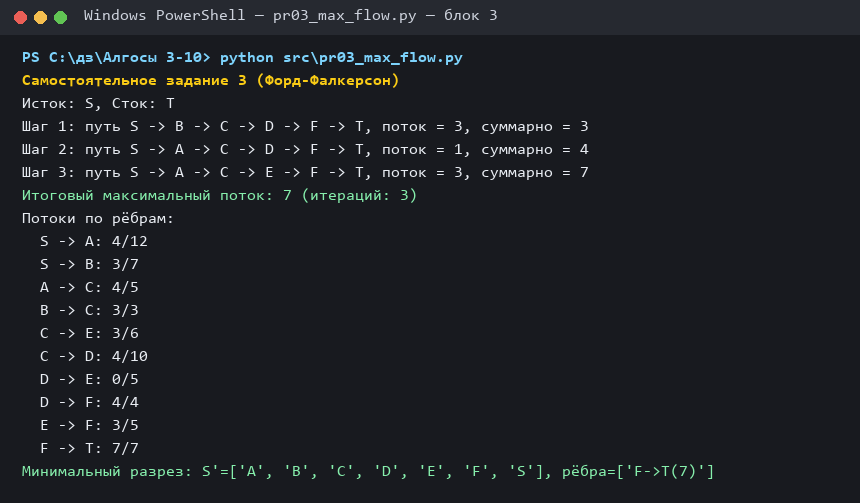 Windows PowerShell — pr03_max_flow.py — блок 3
PS C:\дз\Алгосы 3-10> python src\pr03_max_flow.py
Самостоятельное задание 3 (Форд-Фалкерсон)
Исток: S, Сток: T
Шаг 1: путь S -> B -> C -> D -> F -> T, поток = 3, суммарно = 3
Шаг 2: путь S -> A -> C -> D -> F -> T, поток = 1, суммарно = 4
Шаг 3: путь S -> A -> C -> E -> F -> T, поток = 3, суммарно = 7
Итоговый максимальный поток: 7 (итераций: 3)
Потоки по рёбрам:
S -> A: 4/12
S -> B: 3/7
A -> C: 4/5
B -> C: 3/3
C -> E: 3/6
C -> D: 4/10
D -> E: 0/5
D -> F: 4/4
E -> F: 3/5
F -> T: 7/7
Минимальный разрез: S'=['A', 'B', 'C', 'D', 'E', 'F', 'S'], рёбра=['F->T(7)']